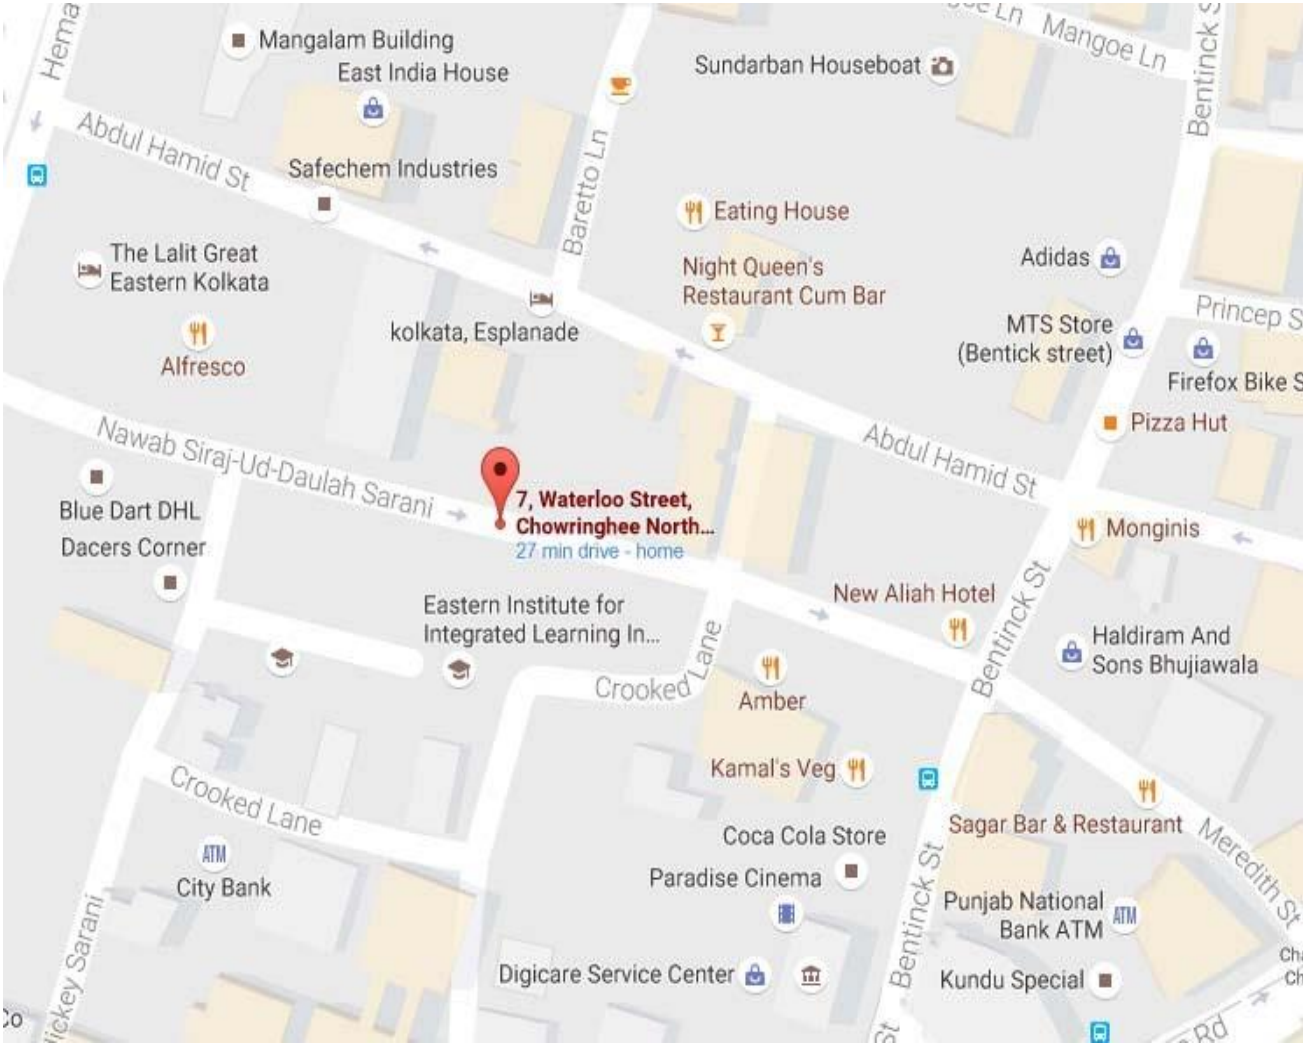 Hema
Mangalam Building
East India House
Sundarban Houseboat
Mangoe Ln
Bentinck S
Abdul Hamid St
Safechem Industries
Baretto Ln
Eating House
The Lalit Great
Eastern Kolkata
Night Queen's
Restaurant Cum Bar
Adidas
Princep S
kolkata, Esplanade
MTS Store
(Bentick street)
Alfresco
Firefox Bike S
Pizza Hut
Nawab Siraj-Ud-Daulah Sarani
Abdul Hamid St
Blue Dart DHL
7, Waterloo Street,
Chowringhee North...
27 min drive - home
Monginis
Dacers Corner
New Aliah Hotel
Bentinck St
Eastern Institute for
Integrated Learning In...
Haldiram And
Sons Bhujiawala
Crooked Lane
Amber
Kamal's Veg
Crooked Lane
Sagar Bar & Restaurant
Meredith St
Coca Cola Store
ATM
City Bank
Paradise Cinema
Bentinck St
Punjab National
Bank ATM
ATM
Digicare Service Center
Kundu Special
Cha
Ch
ickey Sarani
Co
St
Rd